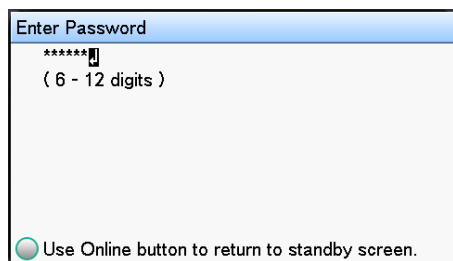 Enter Password
******↵
( 6 - 12 digits )
Use Online button to return to standby screen.